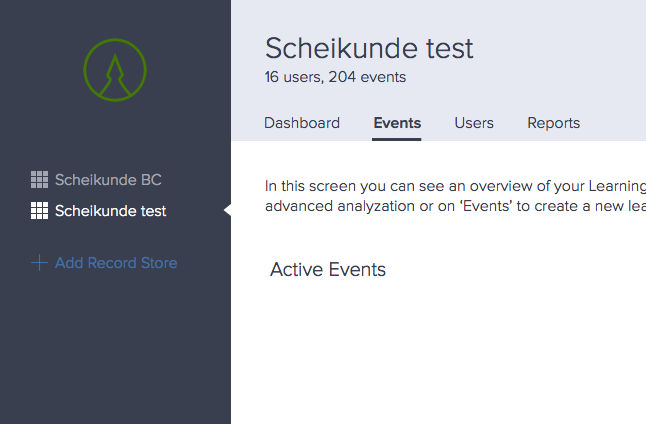 Scheikunde test
16 users, 204 events
Dashboard Events Users Reports
Scheikunde BC
Scheikunde test
Add Record Store
In this screen you can see an overview of your Learning
advanced analyzation or on ‘Events’ to create a new lea
Active Events